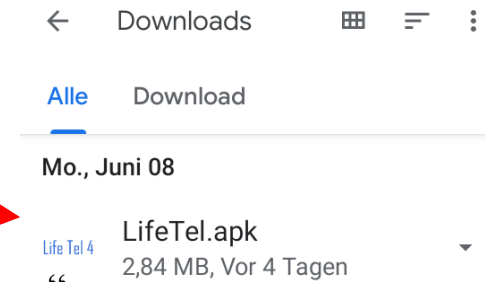 Downloads
Alle Download
Mo., Juni 08
LifeTel.apk
Life Tel 4
2,84 MB, Vor 4 Tagen